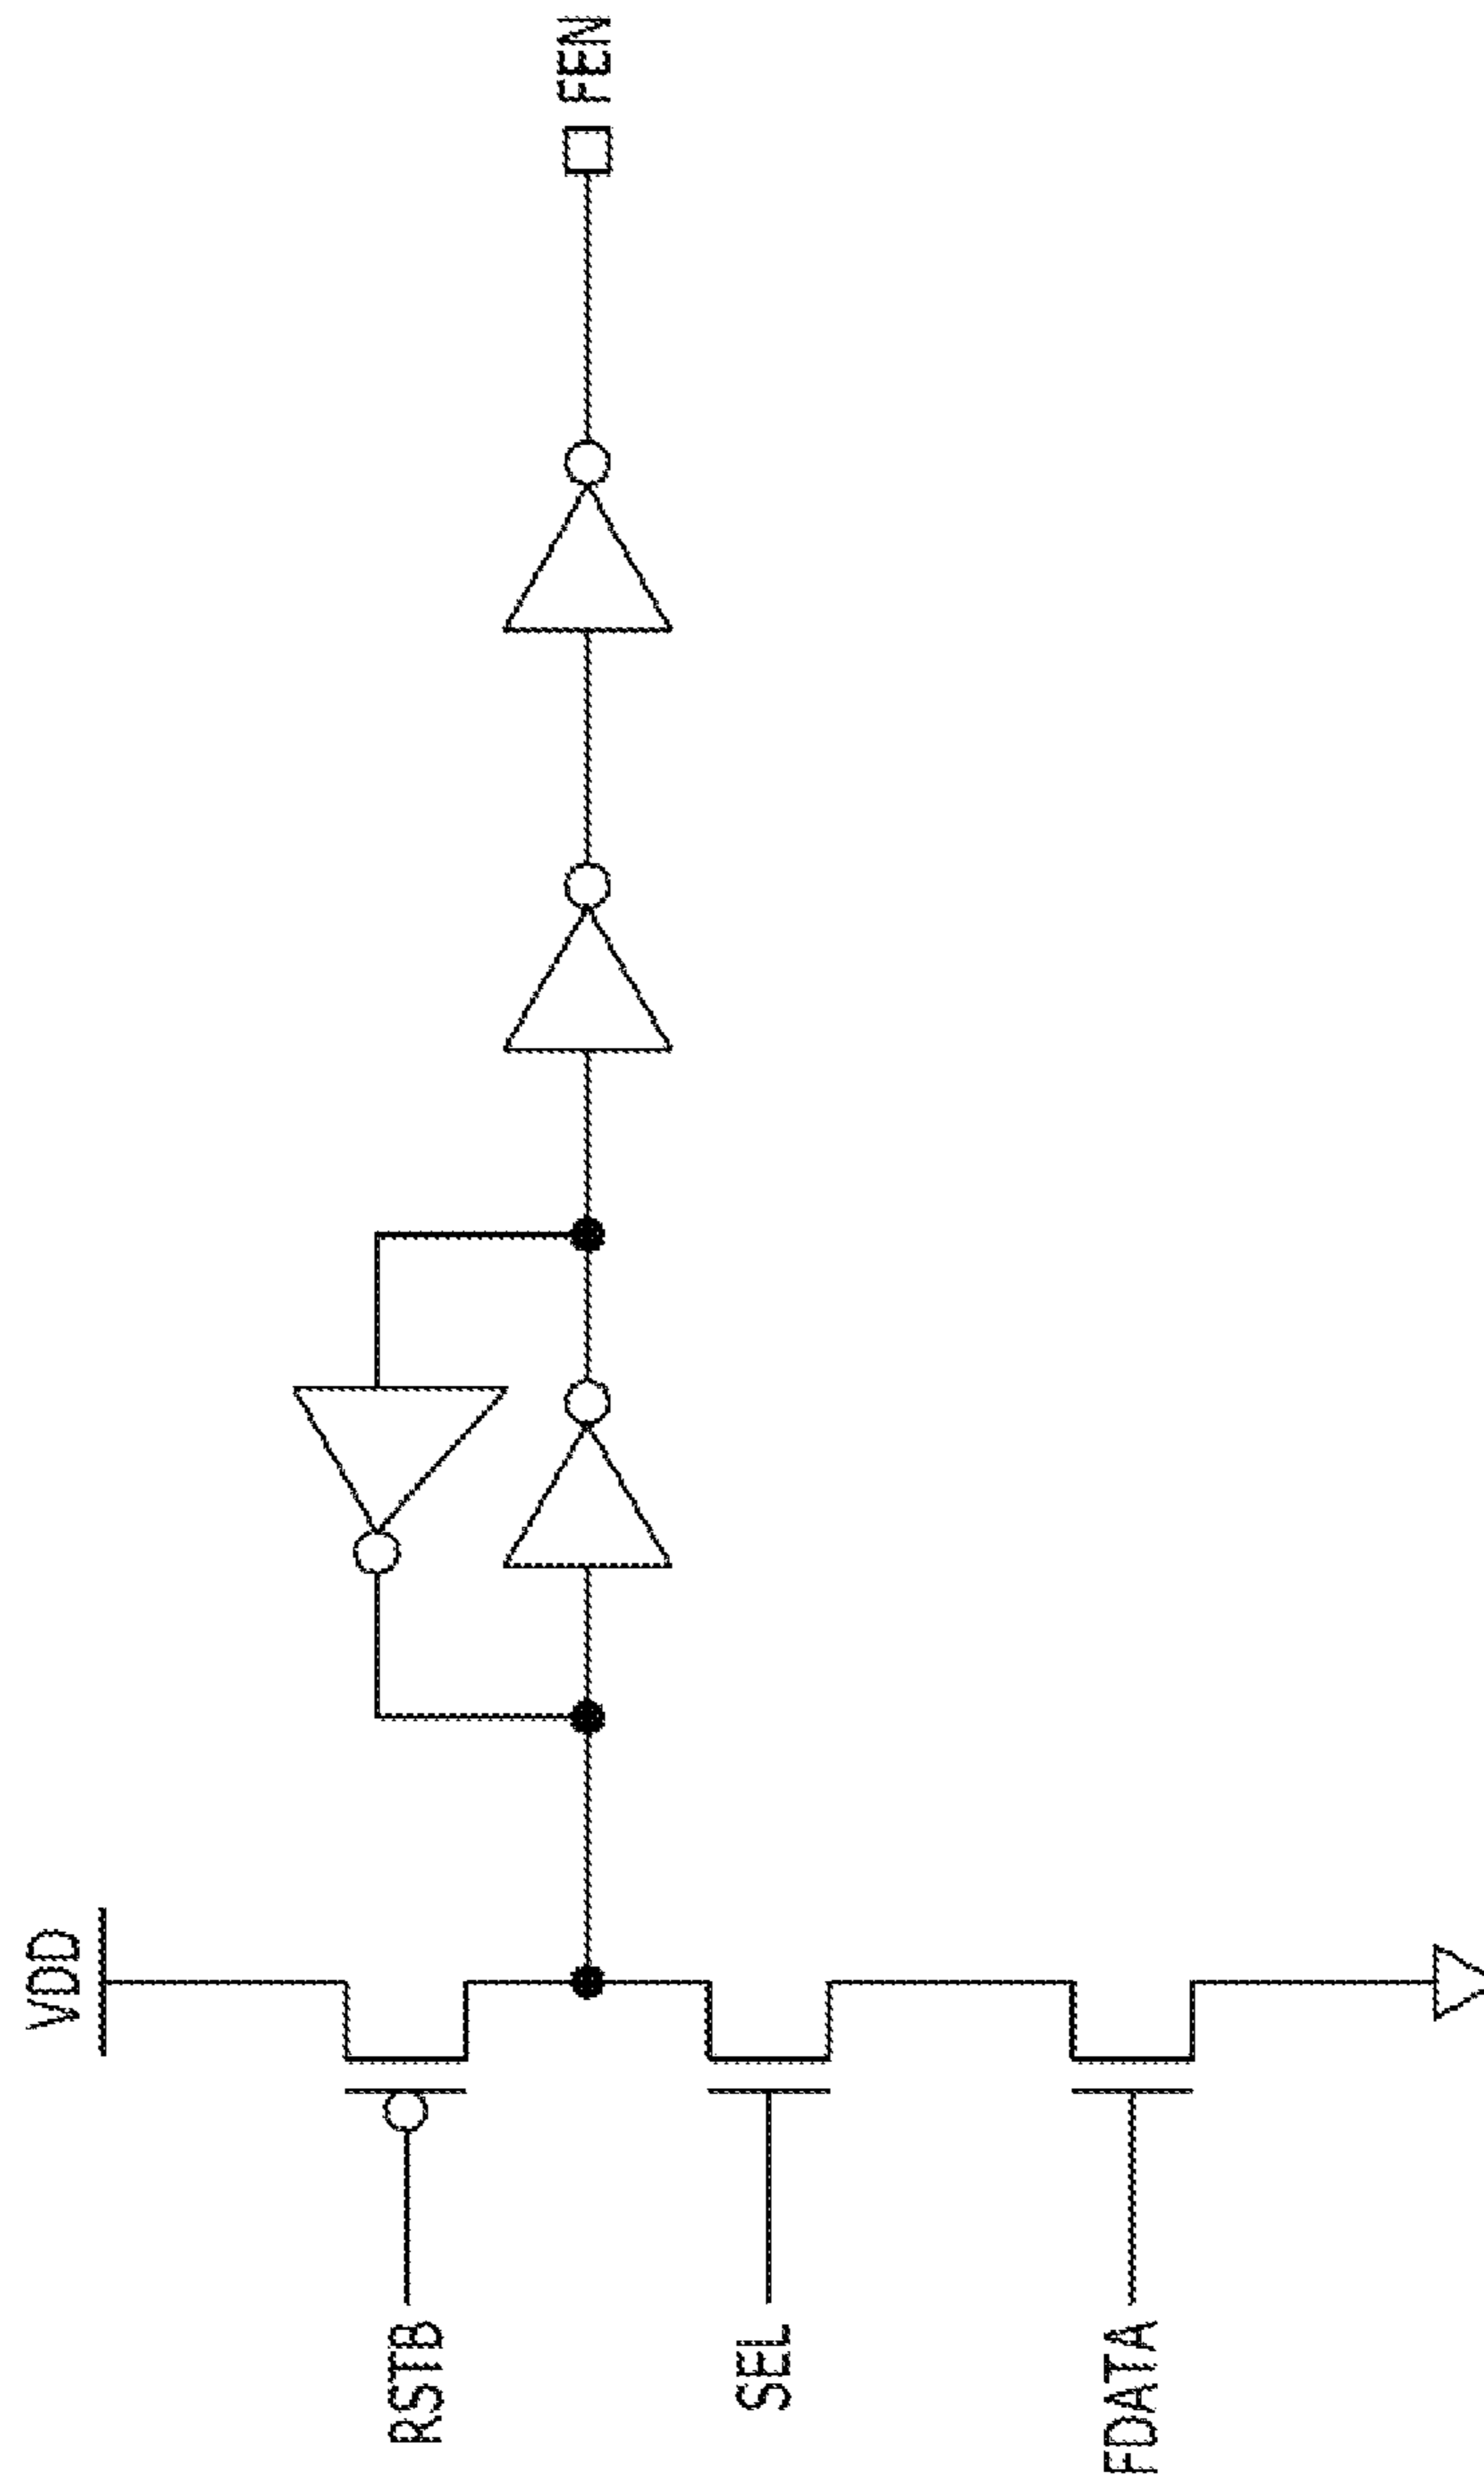 VDD
RSTB
SEL
FDATA
FEN